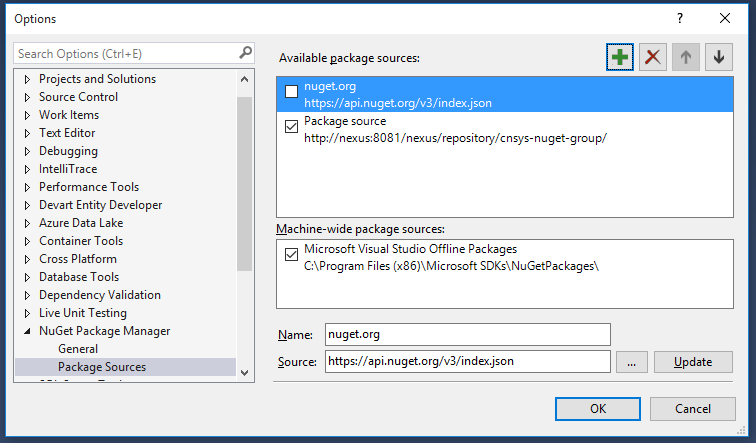 Options
Search Options (Ctrl+E)
Projects and Solutions
Source Control
Work Items
Text Editor
Debugging
IntelliTrace
Performance Tools
Devart Entity Developer
Azure Data Lake
Container Tools
Cross Platform
Database Tools
Dependency Validation
Live Unit Testing
NuGet Package Manager
General
Package Sources
Available package sources:
nuget.org
https://api.nuget.org/v3/index.json
Package source
http://nexus:8081/nexus/repository/cnsys-nuget-group/
Machine-wide package sources:
Microsoft Visual Studio Offline Packages
C:\Program Files (x86)\Microsoft SDKs\NuGetPackages\
Name: nuget.org
Source: https://api.nuget.org/v3/index.json ... Update
OK Cancel